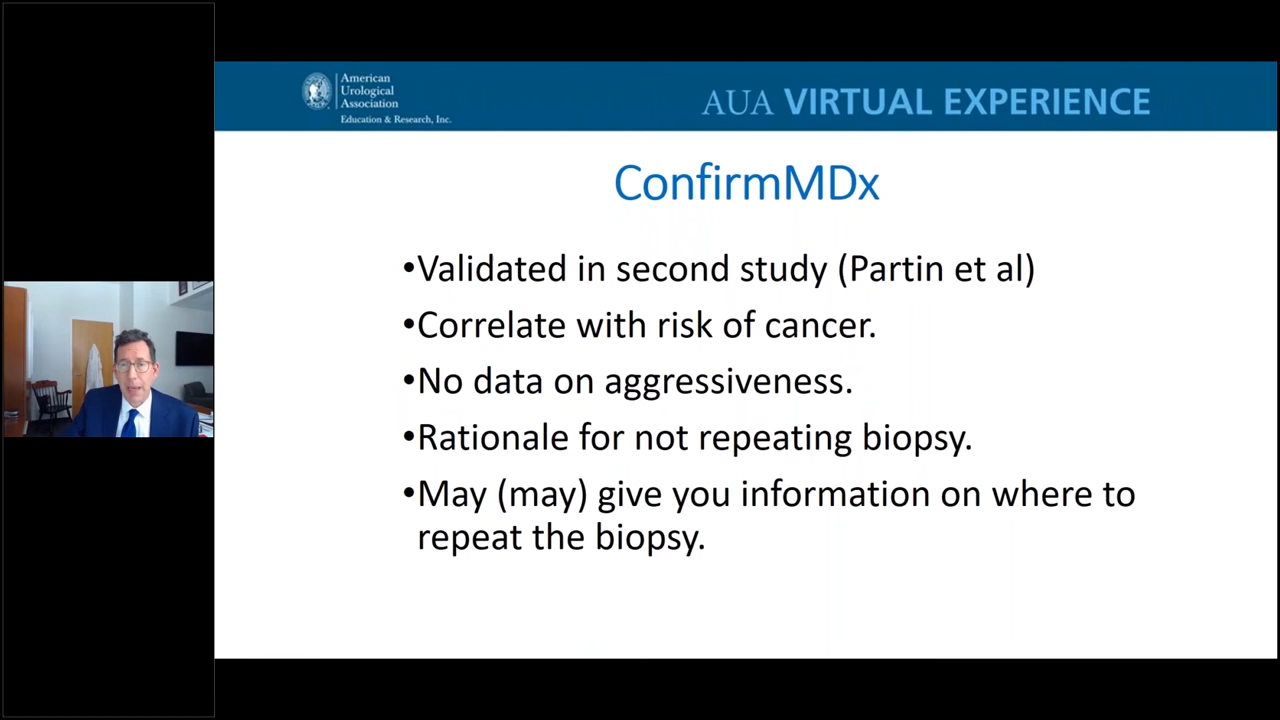 American
Urological
Association
Education & Research, Inc.
AUA VIRTUAL EXPERIENCE
ConfirmMDx
•Validated in second study (Partin et al)
•Correlate with risk of cancer.
•No data on aggressiveness.
•Rationale for not repeating biopsy.
•May (may) give you information on where to
repeat the biopsy.